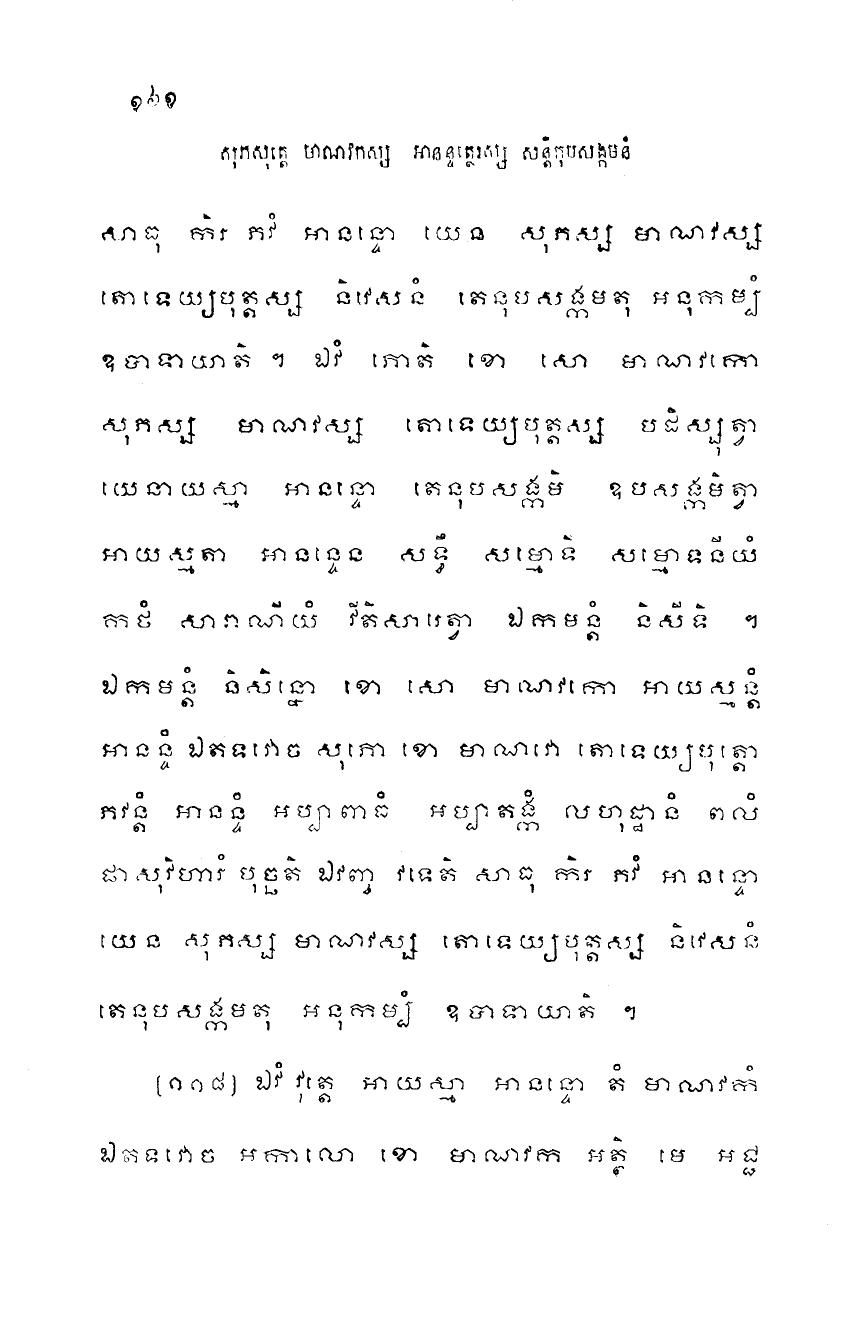 សុភសុត្តេ មាណវកស្ស អានន្ទត្ថេរស្ស សន្តិកុបសង្កមនំ
សាធុ កិរ ភវំ អានន្ទោ យេន សុភស្ស មាណវស្ស
តោទេយ្យបុត្តស្ស និវេសនំ តេនុបសង្កមតុ អនុកម្បំ
ឧបាទាយាតិ ។ ឯវំ ភោតិ ខោ សោ មាណវកោ
សុភស្ស មាណវស្ស តោទេយ្យបុត្តស្ស បដិស្សុត្វា
យេនាយស្មា អានន្ទោ តេនុបសង្កមិ ឧបសង្កមិត្វា
អាយស្មតា អានន្ទេន សទ្ធឹ សម្មោទិ សម្មោទនីយំ
កថំ សារាណីយំ វីតិសារេត្វា ឯកមន្តំ និសីទិ ។
ឯកមន្តំ និសិន្នោ ខោ សោ មាណវកោ អាយស្មន្តំ
អានន្ទំ ឯតទវោច សុភោ ខោ មាណវោ តោទេយ្យបុត្តោ
ភវន្តំ អានន្ទំ អប្បាពាធំ អប្បាតង្កំ លហុដ្ឋានំ ពលំ
ផាសុវិហារំ បុច្ឆតិ ឯវញ្ច វទេតិ សាធុ កិរ ភវំ អានន្ទោ
យេន សុភស្ស មាណវស្ស តោទេយ្យបុត្តស្ស និវេសនំ
តេនុបសង្កមតុ អនុកម្បំ ឧបាទាយាតិ ។
(៣១៨) ឯវំ វុត្តេ អាយស្មា អានន្ទោ តំ មាណវកំ
ឯតទវោច អកាលោ ខោ មាណវក អត្ថិ មេ អជ្ជ